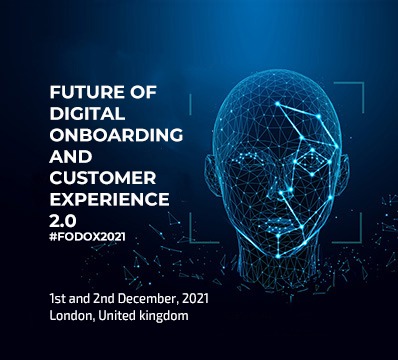 FUTURE OF
DIGITAL
ONBOARDING
AND
CUSTOMER
EXPERIENCE
2.0
#FODOX2021
1st and 2nd December, 2021
London, United kingdom